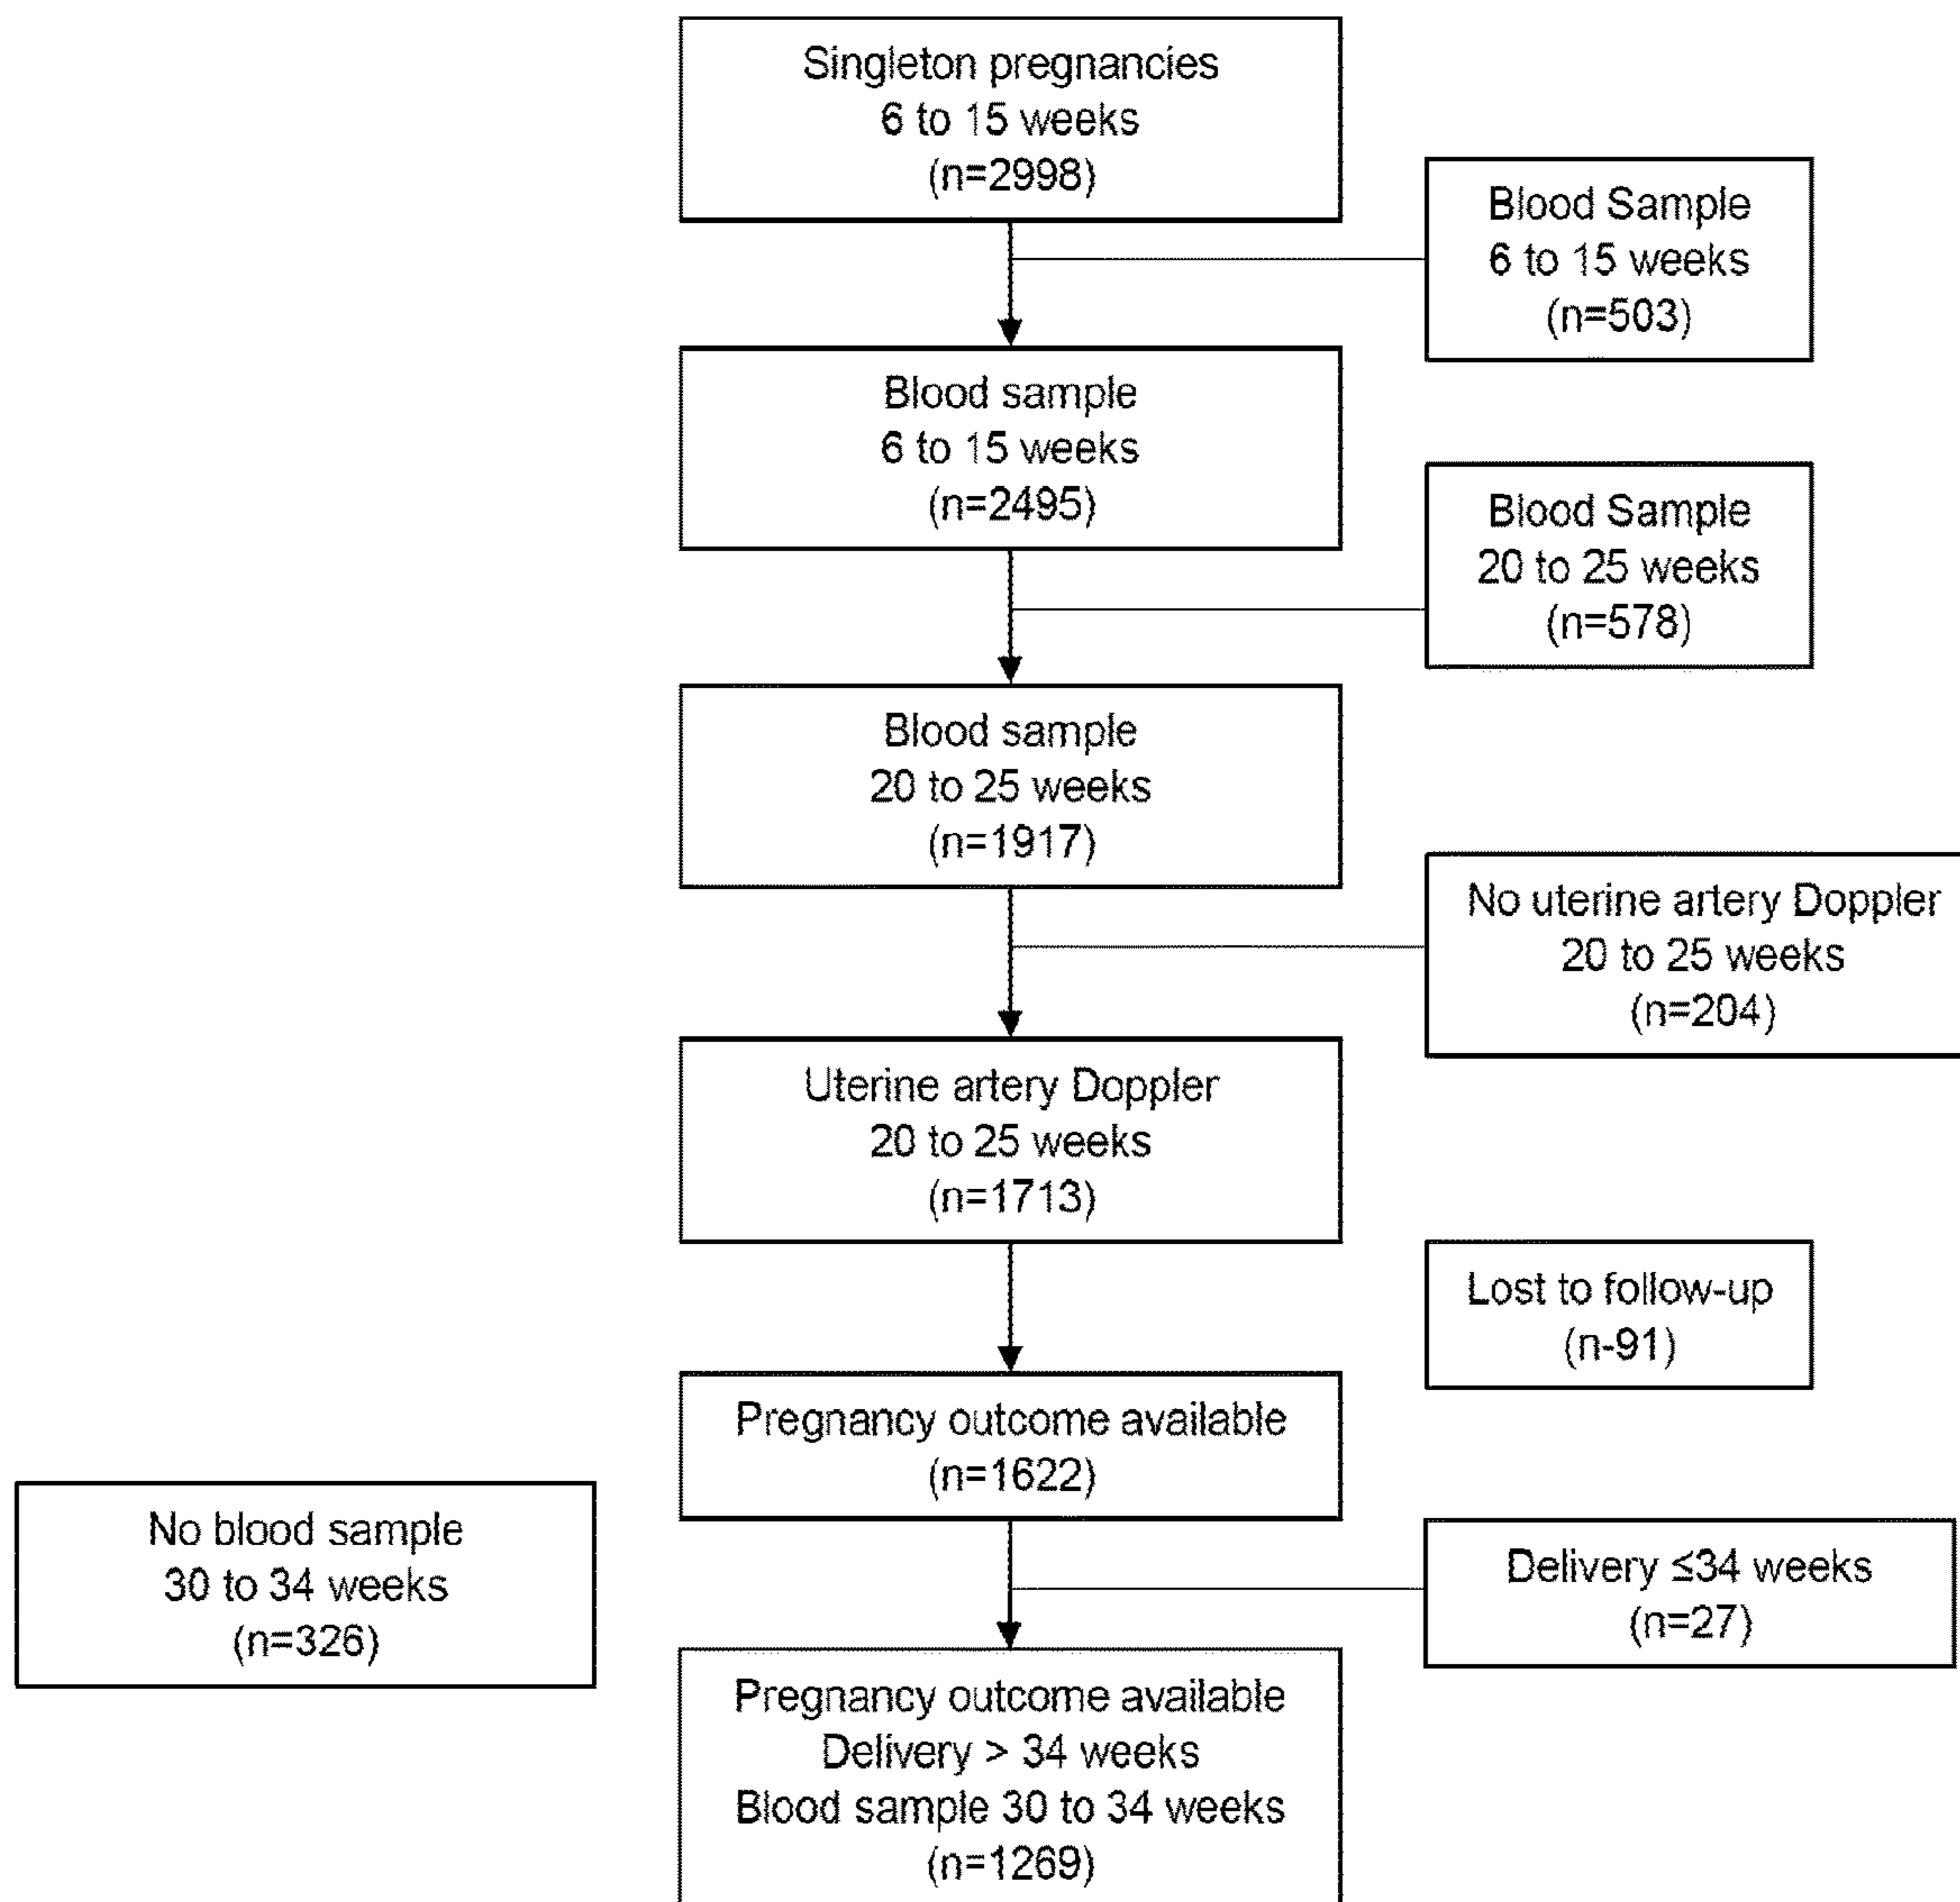 Singleton pregnancies
6 to 15 weeks
(n=2998)
Blood Sample
6 to 15 weeks
(n=503)
Blood sample
6 to 15 weeks
(n=2495)
Blood Sample
20 to 25 weeks
(n=578)
Blood sample
20 to 25 weeks
(n=1917)
No uterine artery Doppler
20 to 25 weeks
(n=204)
Uterine artery Doppler
20 to 25 weeks
(n=1713)
Lost to follow-up
(n-91)
Pregnancy outcome available
(n=1622)
No blood sample
30 to 34 weeks
(n=326)
Delivery ≤34 weeks
(n=27)
Pregnancy outcome available
Delivery > 34 weeks
Blood sample 30 to 34 weeks
(n=1269)